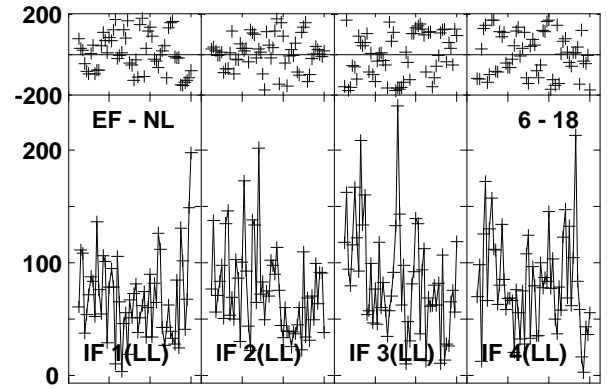 200
-200
EF - NL
6 - 18
200
100
0
IF 1(LL)
IF 2(LL)
IF 3(LL)
IF 4(LL)